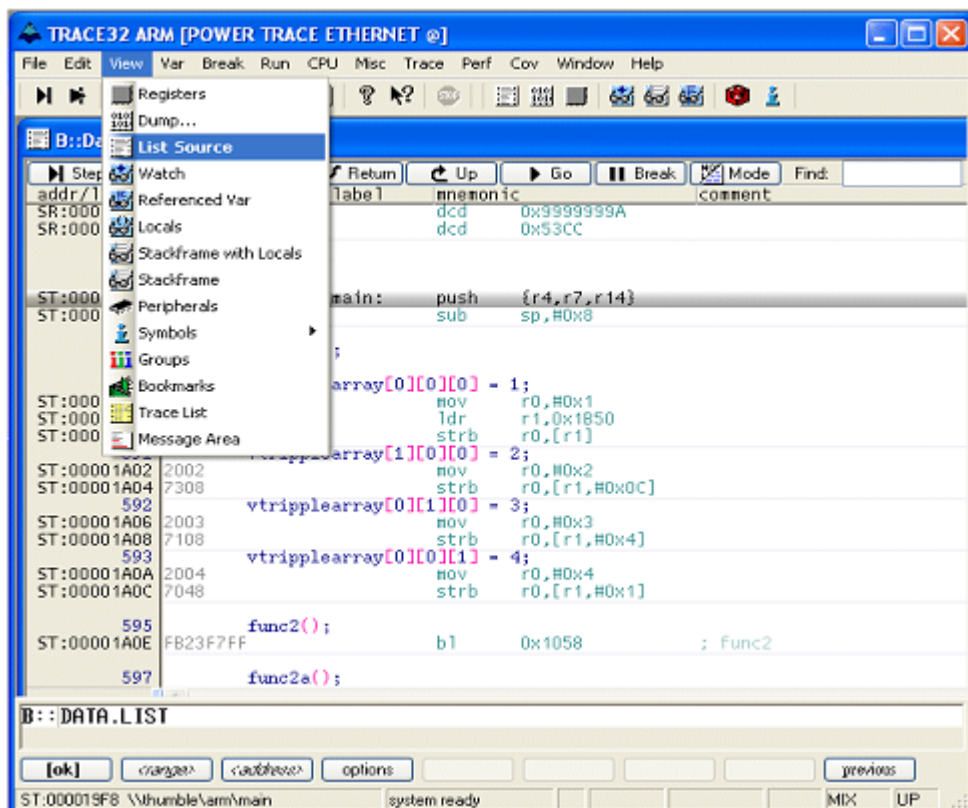 TRACE32 ARM [POWER TRACE ETHERNET @]
File Edit View Var Break Run CPU Misc Trace Perf Cov Window Help
Registers
Dump...
List Source
Watch
Referenced Var
Locals
Stackframe with Locals
Stackframe
Peripherals
Symbols
Groups
Bookmarks
Trace List
Message Area
B::Da
Step Return Up Go Break Mode Find:
addr/l label mnemonic comment
SR:000 dcd 0x9999999A
SR:000 dcd 0x53CC
ST:000 main: push {r4,r7,r14}
ST:000 sub sp,#0x8
;
array[0][0][0] = 1;
ST:000 mov r0,#0x1
ST:000 ldr r1,0x1850
ST:000 strb r0,[r1]
array[1][0][0] = 2;
ST:00001A02 2002 mov r0,#0x2
ST:00001A04 7308 strb r0,[r1,#0x0C]
592 vtripplearray[0][1][0] = 3;
ST:00001A06 2003 mov r0,#0x3
ST:00001A08 7108 strb r0,[r1,#0x4]
593 vtripplearray[0][0][1] = 4;
ST:00001A0A 2004 mov r0,#0x4
ST:00001A0C 7048 strb r0,[r1,#0x1]
595 func2();
ST:00001A0E FB23F7FF bl 0x1058 ; func2
597 func2a();
B::DATA.LIST
[ok] <range> <address> options previous
ST:000019F8 \\thumble\arm\main system ready MIX UP